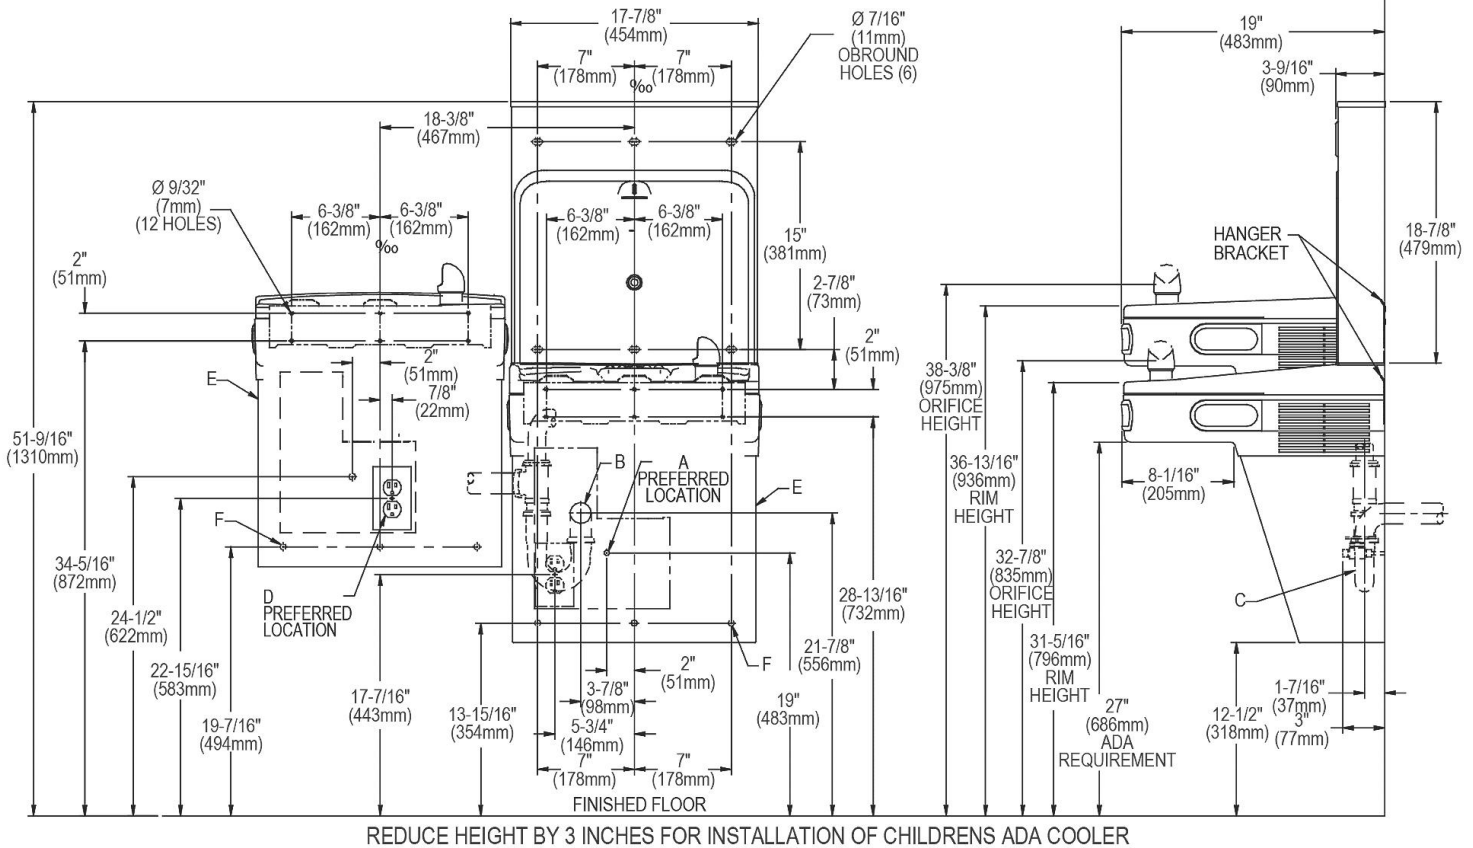 17-7/8"
(454mm)
7"
(178mm)
7"
(178mm)
‰
Ø 7/16"
(11mm)
OBROUND
HOLES (6)
19"
(483mm)
3-9/16"
(90mm)
18-3/8"
(467mm)
Ø 9/32"
(7mm)
(12 HOLES)
6-3/8"
(162mm)
6-3/8"
(162mm)
‰
6-3/8"
(162mm)
6-3/8"
(162mm)
15"
(381mm)
HANGER
BRACKET
18-7/8"
(479mm)
2"
(51mm)
2-7/8"
(73mm)
2"
(51mm)
2"
(51mm)
7/8"
(22mm)
E
38-3/8"
(975mm)
ORIFICE
HEIGHT
51-9/16"
(1310mm)
B
A
PREFERRED
LOCATION
E
36-13/16"
(936mm)
RIM
HEIGHT
8-1/16"
(205mm)
F
34-5/16"
(872mm)
32-7/8"
(835mm)
ORIFICE
HEIGHT
D
PREFERRED
LOCATION
24-1/2"
(622mm)
28-13/16"
(732mm)
C
21-7/8"
(556mm)
31-5/16"
(796mm)
RIM
HEIGHT
22-15/16"
(583mm)
F
2"
(51mm)
17-7/16"
(443mm)
3-7/8"
(98mm)
19"
(483mm)
1-7/16"
(37mm)
3"
(77mm)
19-7/16"
(494mm)
13-15/16"
(354mm)
5-3/4"
(146mm)
27"
(686mm)
ADA
REQUIREMENT
12-1/2"
(318mm)
7"
(178mm)
7"
(178mm)
FINISHED FLOOR
REDUCE HEIGHT BY 3 INCHES FOR INSTALLATION OF CHILDRENS ADA COOLER